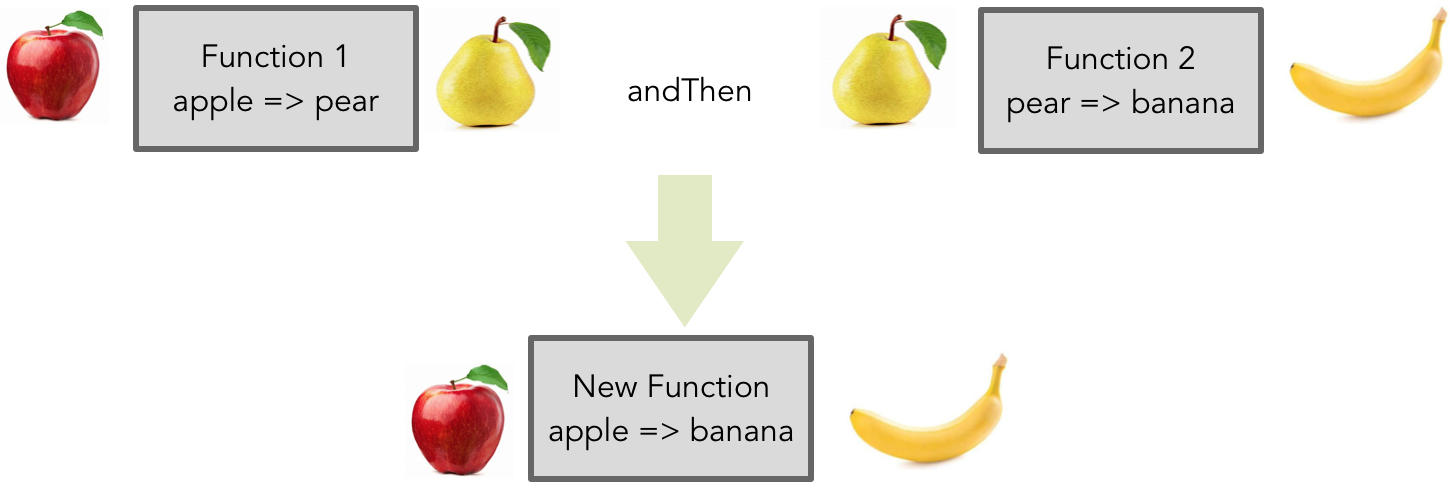 Function 1
apple => pear
andThen
Function 2
pear => banana
New Function
apple => banana